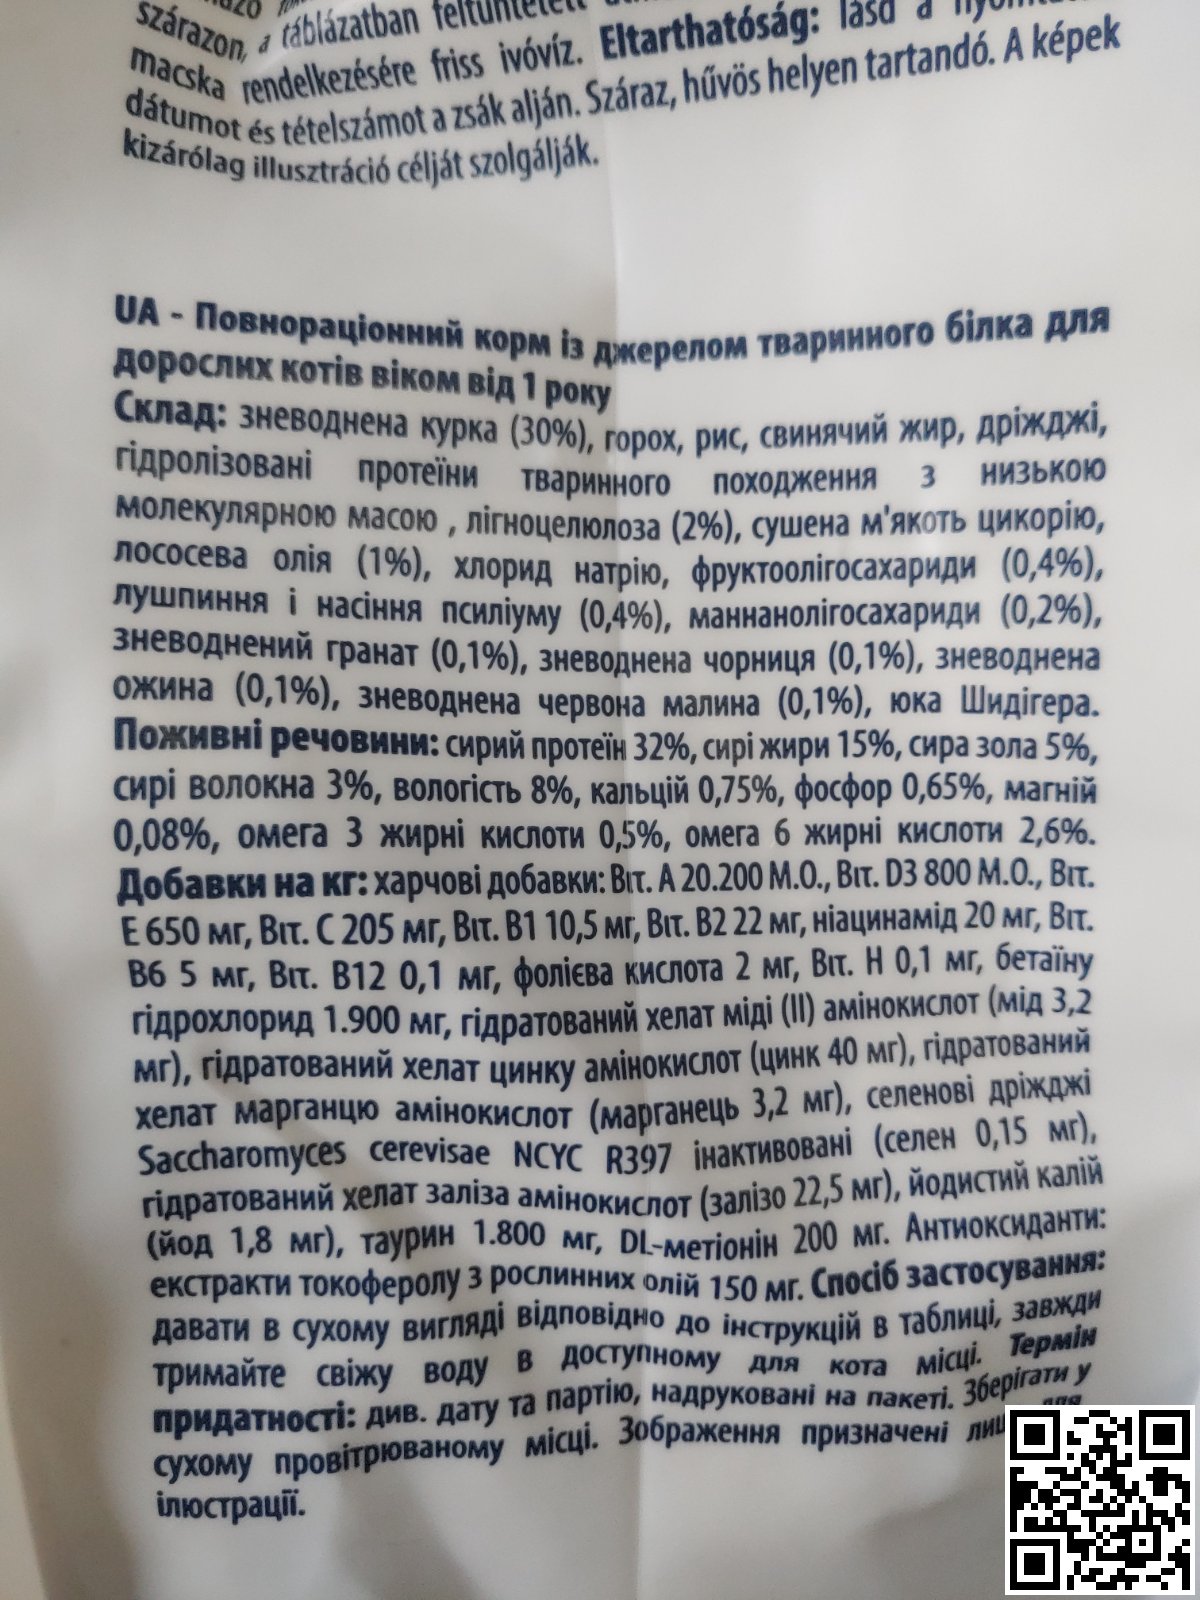 szárazon, a táblázatban feltüntetett
macska rendelkezésére friss ivóvíz. Eltarthatóság: lásd a
dátumot és tételszámot a zsák alján. Száraz, hűvös helyen tartandó. A képek
kizárólag illusztráció célját szolgálják.
UA - Повнораціонний корм із джерелом тваринного білка для
дорослих котів віком від 1 року
Склад: зневоднена курка (30%), горох, рис, свинячий жир, дріжджі,
гідролізовані протеїни тваринного походження з низькою
молекулярною масою , лігноцелюлоза (2%), сушена м'якоть цикорію,
лососева олія (1%), хлорид натрію, фруктоолігосахариди (0,4%),
лушпиння і насіння псиліуму (0,4%), маннанолігосахариди (0,2%),
зневоднений гранат (0,1%), зневоднена чорниця (0,1%), зневоднена
ожина (0,1%), зневоднена червона малина (0,1%), юка Шидігера.
Поживні речовини: сирий протеїн 32%, сирі жири 15%, сира зола 5%,
сирі волокна 3%, вологість 8%, кальцій 0,75%, фосфор 0,65%, магній
0,08%, омега 3 жирні кислоти 0,5%, омега 6 жирні кислоти 2,6%.
Добавки на кг: харчові добавки: Віт. А 20.200 М.О., Віт. D3 800 М.О., Віт.
Е 650 мг, Віт. С 205 мг, Віт. В1 10,5 мг, Віт. В2 22 мг, ніацинамід 20 мг, Віт.
В6 5 мг, Віт. В12 0,1 мг, фолієва кислота 2 мг, Віт. Н 0,1 мг, бетаїну
гідрохлорид 1.900 мг, гідратований хелат міді (II) амінокислот (мід 3,2
мг), гідратований хелат цинку амінокислот (цинк 40 мг), гідратований
хелат марганцю амінокислот (марганець 3,2 мг), селенові дріжджі
Saccharomyces cerevisae NCYC R397 інактивовані (селен 0,15 мг),
гідратований хелат заліза амінокислот (залізо 22,5 мг), йодистий калій
(йод 1,8 мг), таурин 1.800 мг, DL-метіонін 200 мг. Антиоксиданти:
екстракти токоферолу з рослинних олій 150 мг. Спосіб застосування:
давати в сухому вигляді відповідно до інструкцій в таблиці, завжди
тримайте свіжу воду в доступному для кота місці. Термін
придатності: див. дату та партію, надруковані на пакеті. Зберігати у
сухому провітрюваному місці. Зображення призначені
ілюстрації.